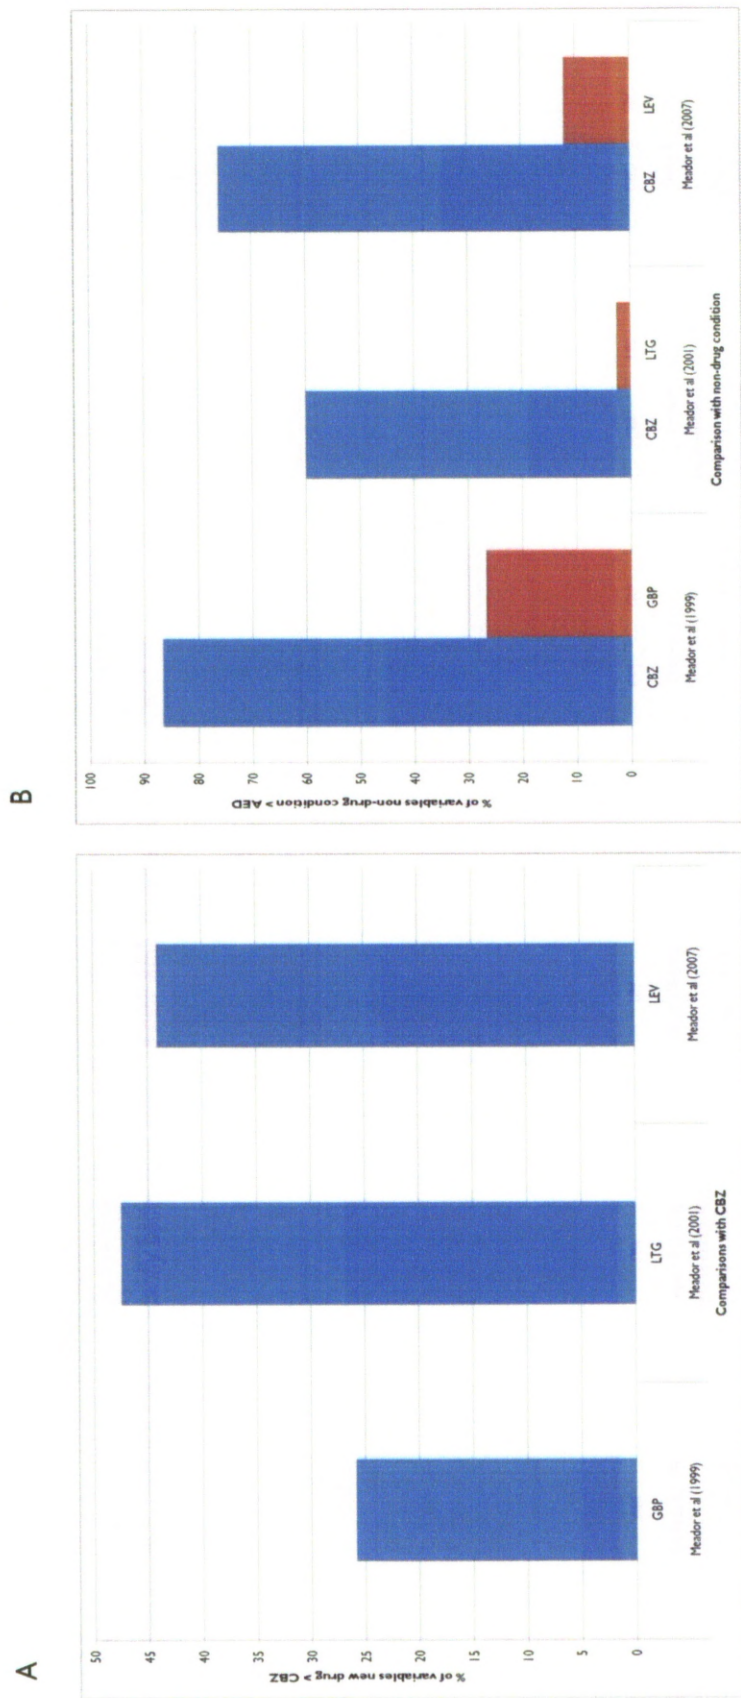 A
% of variables new drug > CBZ
50
45
40
35
30
25
20
15
10
5
0
GBP
LTG
LEV
Meador et al (1999)
Meador et al (2001)
Meador et al (2007)
Comparisons with CBZ
B
% of variables non-drug condition > AED
100
90
80
70
60
50
40
30
20
10
0
CBZ
GBP
CBZ
LTG
CBZ
LEV
Meador et al (1999)
Meador et al (2001)
Meador et al (2007)
Comparison with non-drug condition